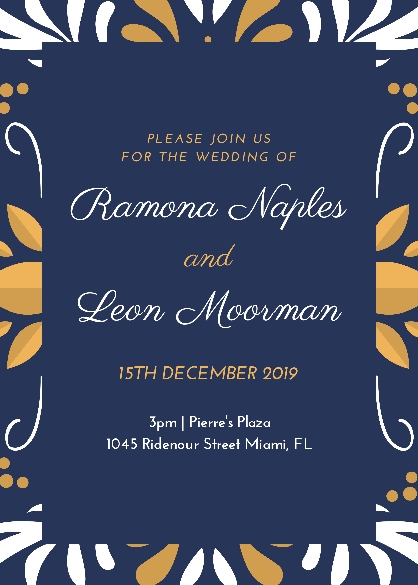 PLEASE JOIN US
FOR THE WEDDING OF
Ramona Naples
and
Leon Moorman
15TH DECEMBER 2019
3pm | Pierre's Plaza
1045 Ridenour Street Miami, FL